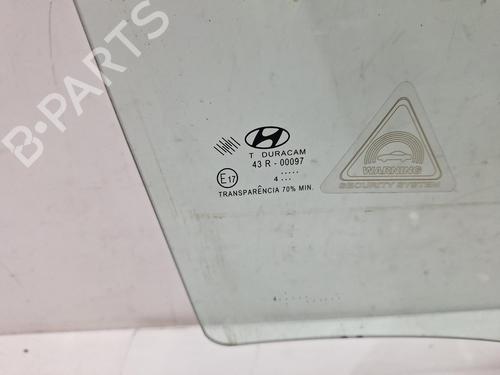 B-PARTS
T DURACAM
43 R - 00097
E17
.....
4 ...
TRANSPARÊNCIA 70% MIN.
WARNING
SECURITY SYSTEM